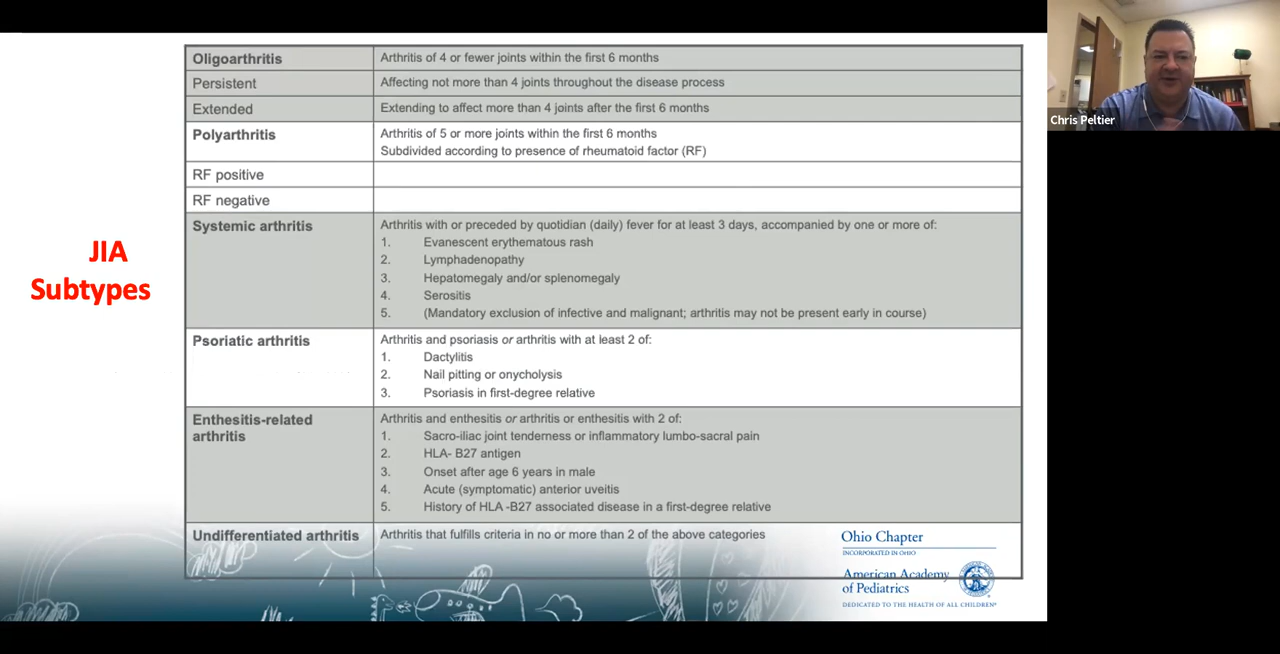 JIA
Subtypes
Oligoarthritis Arthritis of 4 or fewer joints within the first 6 months
Persistent Affecting not more than 4 joints throughout the disease process
Extended Extending to affect more than 4 joints after the first 6 months
Polyarthritis Arthritis of 5 or more joints within the first 6 months
Subdivided according to presence of rheumatoid factor (RF)
RF positive
RF negative
Systemic arthritis Arthritis with or preceded by quotidian (daily) fever for at least 3 days, accompanied by one or more of:
1. Evanescent erythematous rash
2. Lymphadenopathy
3. Hepatomegaly and/or splenomegaly
4. Serositis
5. (Mandatory exclusion of infective and malignant; arthritis may not be present early in course)
Psoriatic arthritis Arthritis and psoriasis or arthritis with at least 2 of:
1. Dactylitis
2. Nail pitting or onycholysis
3. Psoriasis in first-degree relative
Enthesitis-related Arthritis and enthesitis or arthritis or enthesitis with 2 of:
arthritis
1. Sacro-iliac joint tenderness or inflammatory lumbo-sacral pain
2. HLA- B27 antigen
3. Onset after age 6 years in male
4. Acute (symptomatic) anterior uveitis
5. History of HLA -B27 associated disease in a first-degree relative
Undifferentiated arthritis Arthritis that fulfills criteria in no or more than 2 of the above categories
Ohio Chapter
INCORPORATED IN OHIO
American Academy
of Pediatrics
DEDICATED TO THE HEALTH OF ALL CHILDREN®
Chris Peltier